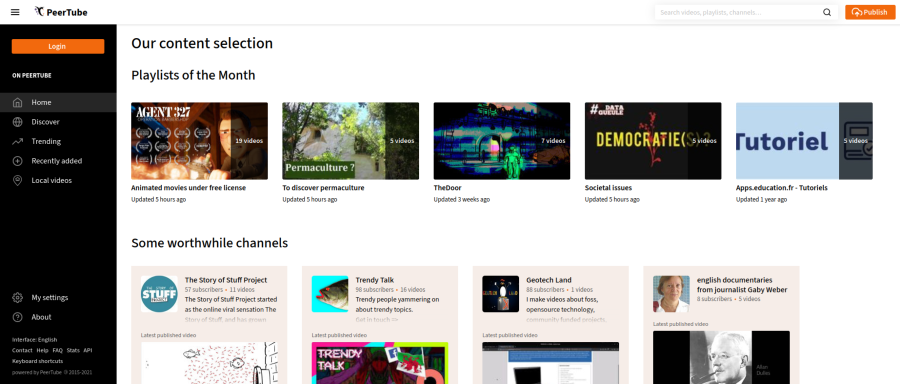 PeerTube
Search videos, playlists, channels...
Publish
Login
ON PEERTUBE
Home
Discover
Trending
Recently added
Local videos
My settings
About
Interface: English
Contact Help FAQ Stats API
Keyboard shortcuts
powered by PeerTube © 2015-2021
Our content selection
Playlists of the Month
AGENT 327
19 videos
Animated movies under free license
Updated 5 hours ago
Permaculture ?
5 videos
To discover permaculture
Updated 5 hours ago
7 videos
TheDoor
Updated 3 weeks ago
# DATA
GUEULE
DEMOCRATIE(S)?
5 videos
Societal issues
Updated 5 hours ago
Tutoriel
5 videos
Apps.education.fr - Tutoriels
Updated 1 year ago
Some worthwhile channels
STUFF
The Story of Stuff Project
57 subscribers • 11 videos
The Story of Stuff Project started
as the online viral sensation The
Story of Stuff, and has grown
Latest published video
Trendy Talk
98 subscribers • 16 videos
Trendy people yammering on
about trendy topics.
Get in touch
Latest published video
TRENDY
TALK
Geotech Land
88 subscribers • 1 videos
I make videos about foss,
opensource technology,
community funded projects,
Latest published video
english documentaries
from journalist Gaby Weber
8 subscribers • 5 videos
Latest published video
Allan
Dulles